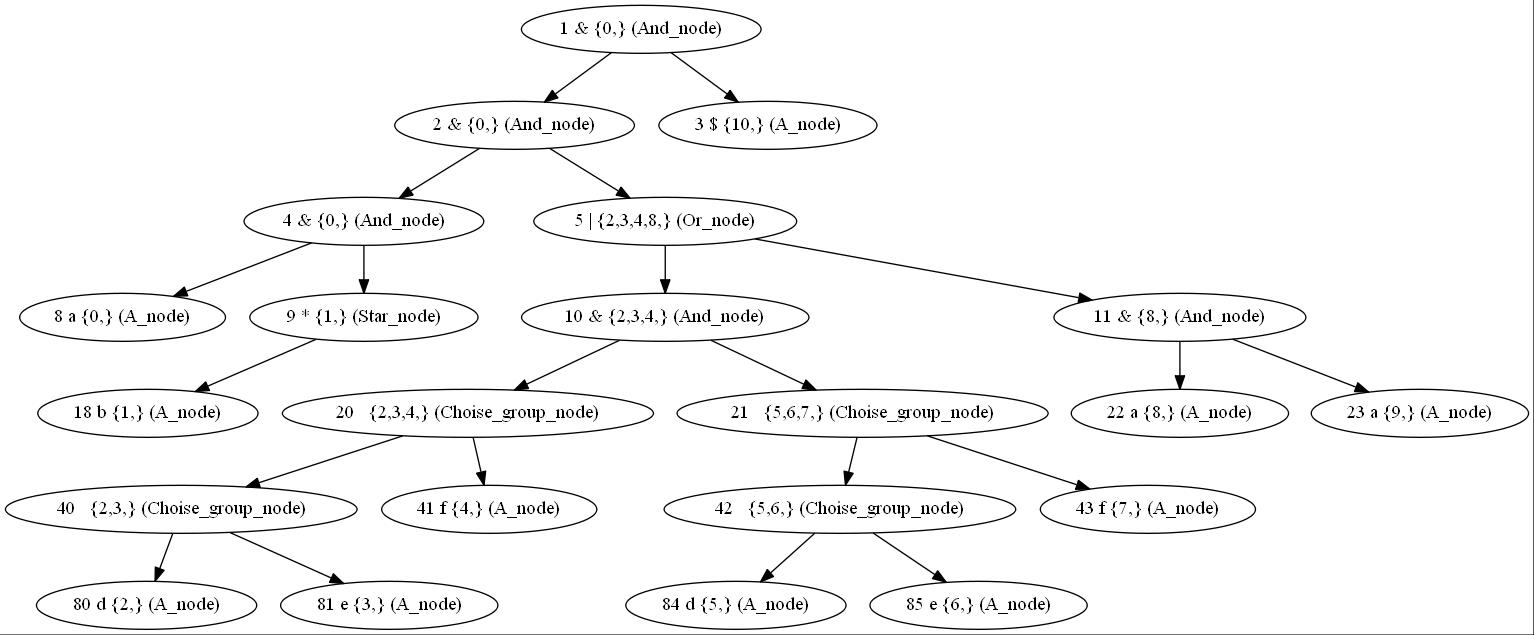 1 & {0,} (And_node)
2 & {0,} (And_node)
3 $ {10,} (A_node)
4 & {0,} (And_node)
5 | {2,3,4,8,} (Or_node)
8 a {0,} (A_node)
9 * {1,} (Star_node)
10 & {2,3,4,} (And_node)
11 & {8,} (And_node)
18 b {1,} (A_node)
20 {2,3,4,} (Choise_group_node)
21 {5,6,7,} (Choise_group_node)
22 a {8,} (A_node)
23 a {9,} (A_node)
40 {2,3,} (Choise_group_node)
41 f {4,} (A_node)
42 {5,6,} (Choise_group_node)
43 f {7,} (A_node)
80 d {2,} (A_node)
81 e {3,} (A_node)
84 d {5,} (A_node)
85 e {6,} (A_node)